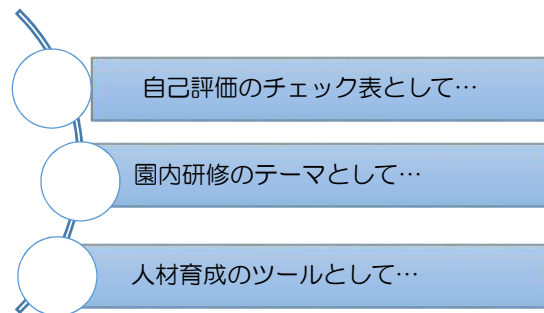 自己評価のチェック表として…
園内研修のテーマとして…
人材育成のツールとして…